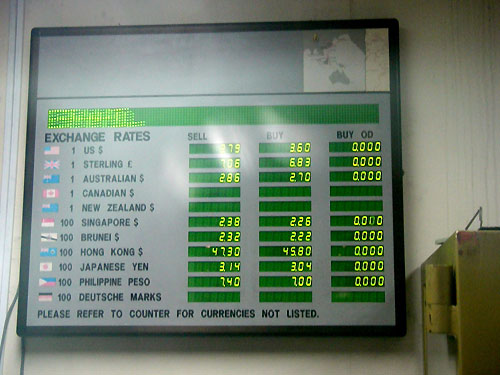 EXCHANGE RATES SELL BUY BUY OD
1 US $ 3.79 3.60 0.000
1 STERLING £ 7.06 6.89 0.000
1 AUSTRALIAN $ 2.86 2.70 0.000
1 CANADIAN $
1 NEW ZEALAND $
100 SINGAPORE $ 2.38 2.26 0.010
100 BRUNEI $ 2.32 2.22 0.000
100 HONG KONG $ 47.30 45.80 0.000
100 JAPANESE YEN 3.14 3.04 0.000
100 PHILIPPINE PESO 7.40 7.00 0.000
100 DEUTSCHE MARKS
PLEASE REFER TO COUNTER FOR CURRENCIES NOT LISTED.